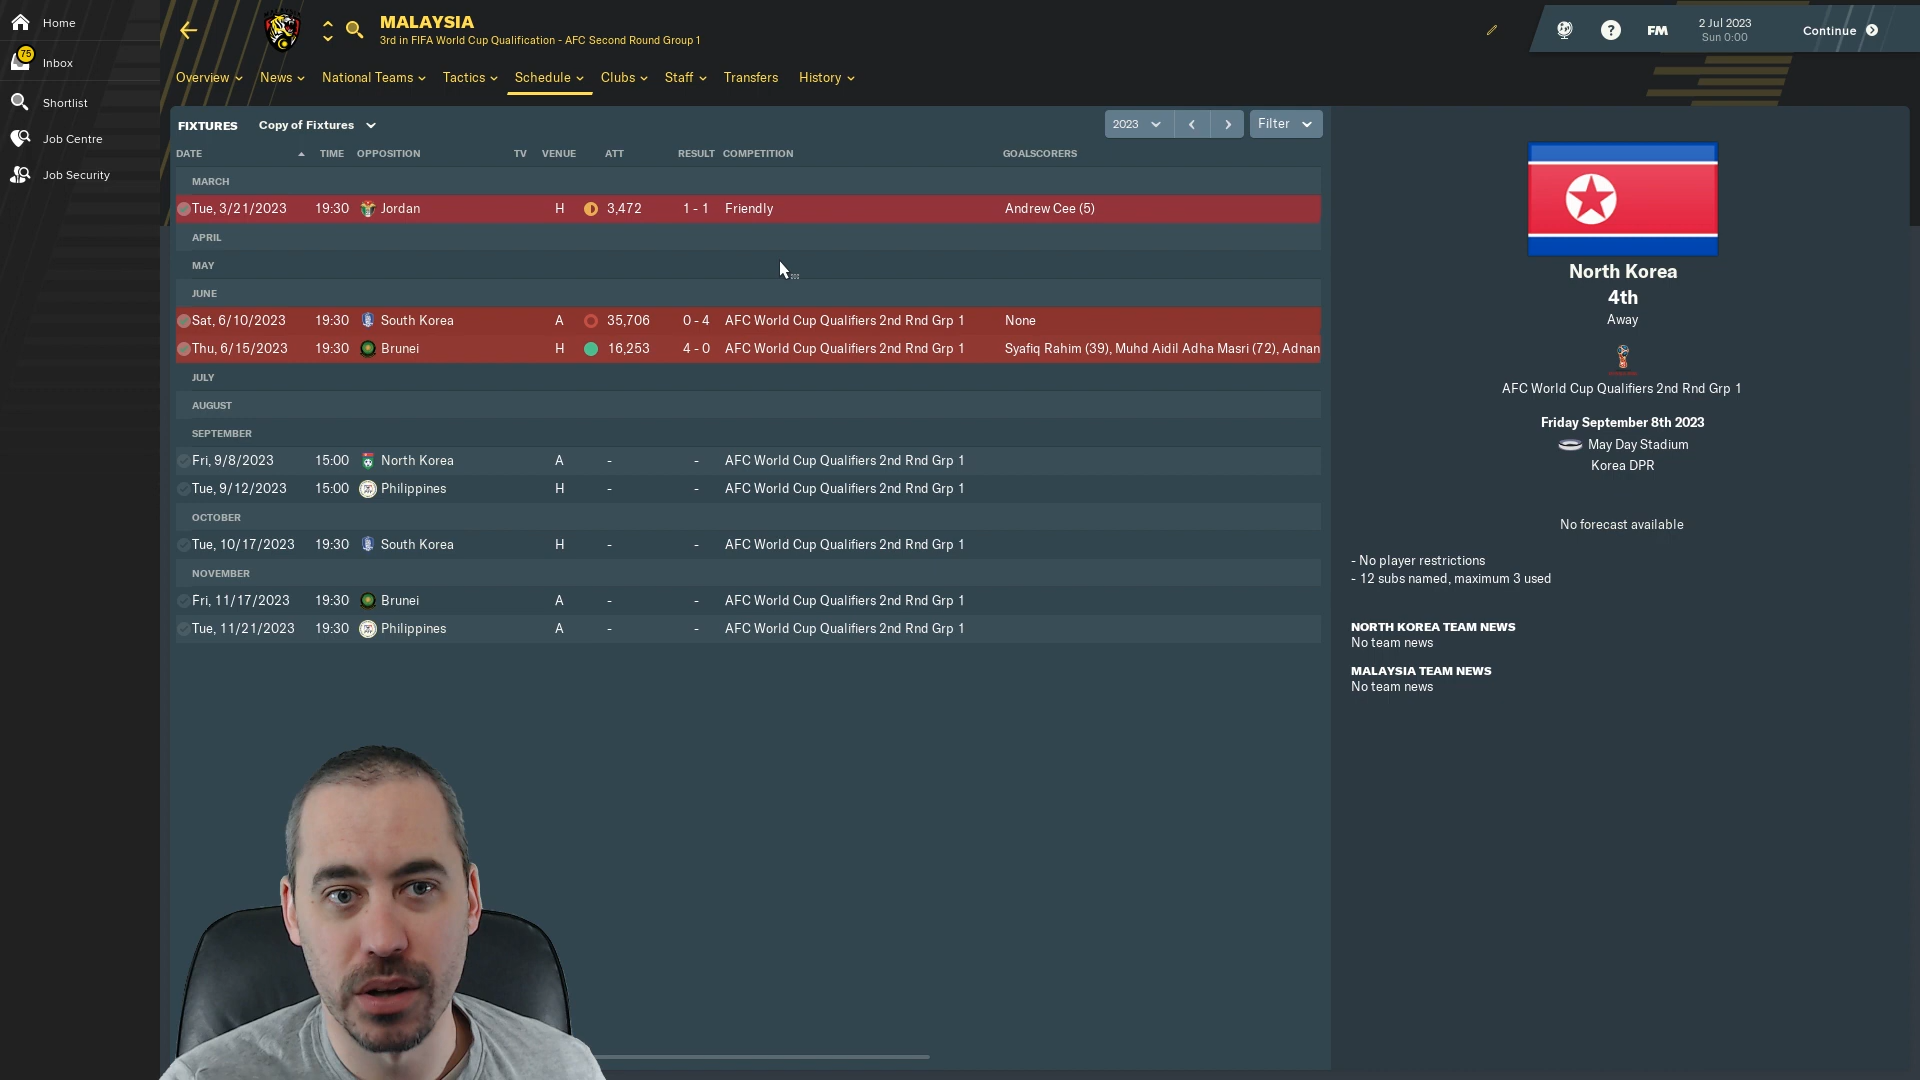 Home
75
Inbox
Shortlist
Job Centre
Job Security
MALAYSIA
3rd in FIFA World Cup Qualification - AFC Second Round Group 1
? FM 2 Jul 2023 Continue
Sun 0:00
Overview News National Teams Tactics Schedule Clubs Staff Transfers History
FIXTURES Copy of Fixtures 2023 Filter
DATE TIME OPPOSITION TV VENUE ATT RESULT COMPETITION GOALSCORERS
MARCH
Tue, 3/21/2023 19:30 Jordan H 3,472 1 - 1 Friendly Andrew Cee (5)
APRIL
MAY
JUNE
Sat, 6/10/2023 19:30 South Korea A 35,706 0 - 4 AFC World Cup Qualifiers 2nd Rnd Grp 1 None
Thu, 6/15/2023 19:30 Brunei H 16,253 4 - 0 AFC World Cup Qualifiers 2nd Rnd Grp 1 Syafiq Rahim (39), Muhd Aidil Adha Masri (72), Adnan
JULY
AUGUST
SEPTEMBER
Fri, 9/8/2023 15:00 North Korea A - - AFC World Cup Qualifiers 2nd Rnd Grp 1
Tue, 9/12/2023 15:00 Philippines H - - AFC World Cup Qualifiers 2nd Rnd Grp 1
OCTOBER
Tue, 10/17/2023 19:30 South Korea H - - AFC World Cup Qualifiers 2nd Rnd Grp 1
NOVEMBER
Fri, 11/17/2023 19:30 Brunei A - - AFC World Cup Qualifiers 2nd Rnd Grp 1
Tue, 11/21/2023 19:30 Philippines A - - AFC World Cup Qualifiers 2nd Rnd Grp 1
North Korea
4th
Away
AFC World Cup Qualifiers 2nd Rnd Grp 1
Friday September 8th 2023
May Day Stadium
Korea DPR
No forecast available
- No player restrictions
- 12 subs named, maximum 3 used
NORTH KOREA TEAM NEWS
No team news
MALAYSIA TEAM NEWS
No team news